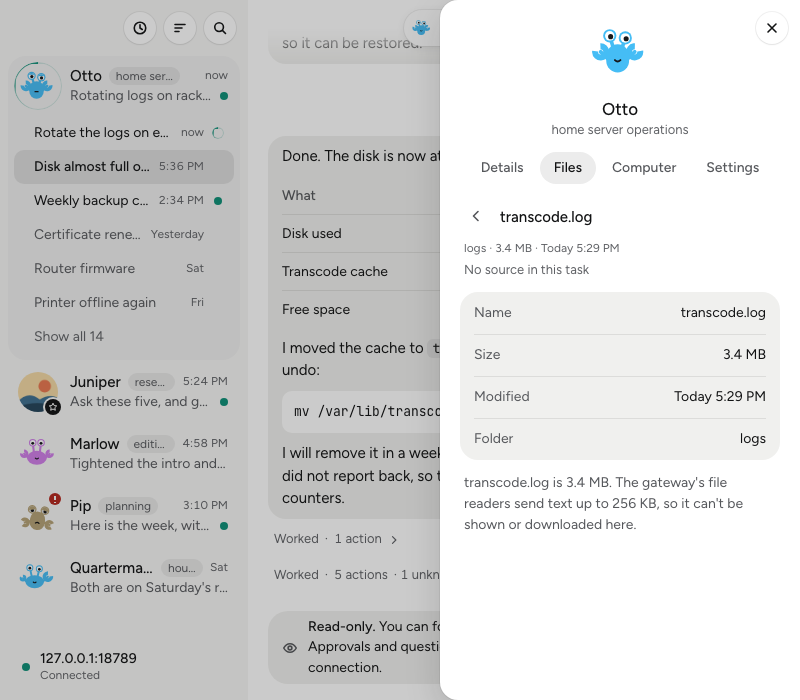 Otto home ser... now
Rotating logs on rack...
Rotate the logs on e... now
Disk almost full o... 5:36 PM
Weekly backup c... 2:34 PM
Certificate rene... Yesterday
Router firmware Sat
Printer offline again Fri
Show all 14
Juniper rese... 5:24 PM
Ask these five, and g...
Marlow editi... 4:58 PM
Tightened the intro and...
Pip planning 3:10 PM
Here is the week, wit...
Quarterma... hou... Sat
Both are on Saturday's r...
127.0.0.1:18789
Connected
so it can be restored.
Done. The disk is now at
What
Disk used
Transcode cache
Free space
I moved the cache to t
undo:
mv /var/lib/transco
I will remove it in a week
did not report back, so t
counters.
Worked · 1 action
Worked · 5 actions · 1 unkn
Read-only. You can fo
Approvals and questi
connection.
Otto
home server operations
Details Files Computer Settings
transcode.log
logs · 3.4 MB · Today 5:29 PM
No source in this task
Name transcode.log
Size 3.4 MB
Modified Today 5:29 PM
Folder logs
transcode.log is 3.4 MB. The gateway's file
readers send text up to 256 KB, so it can't be
shown or downloaded here.